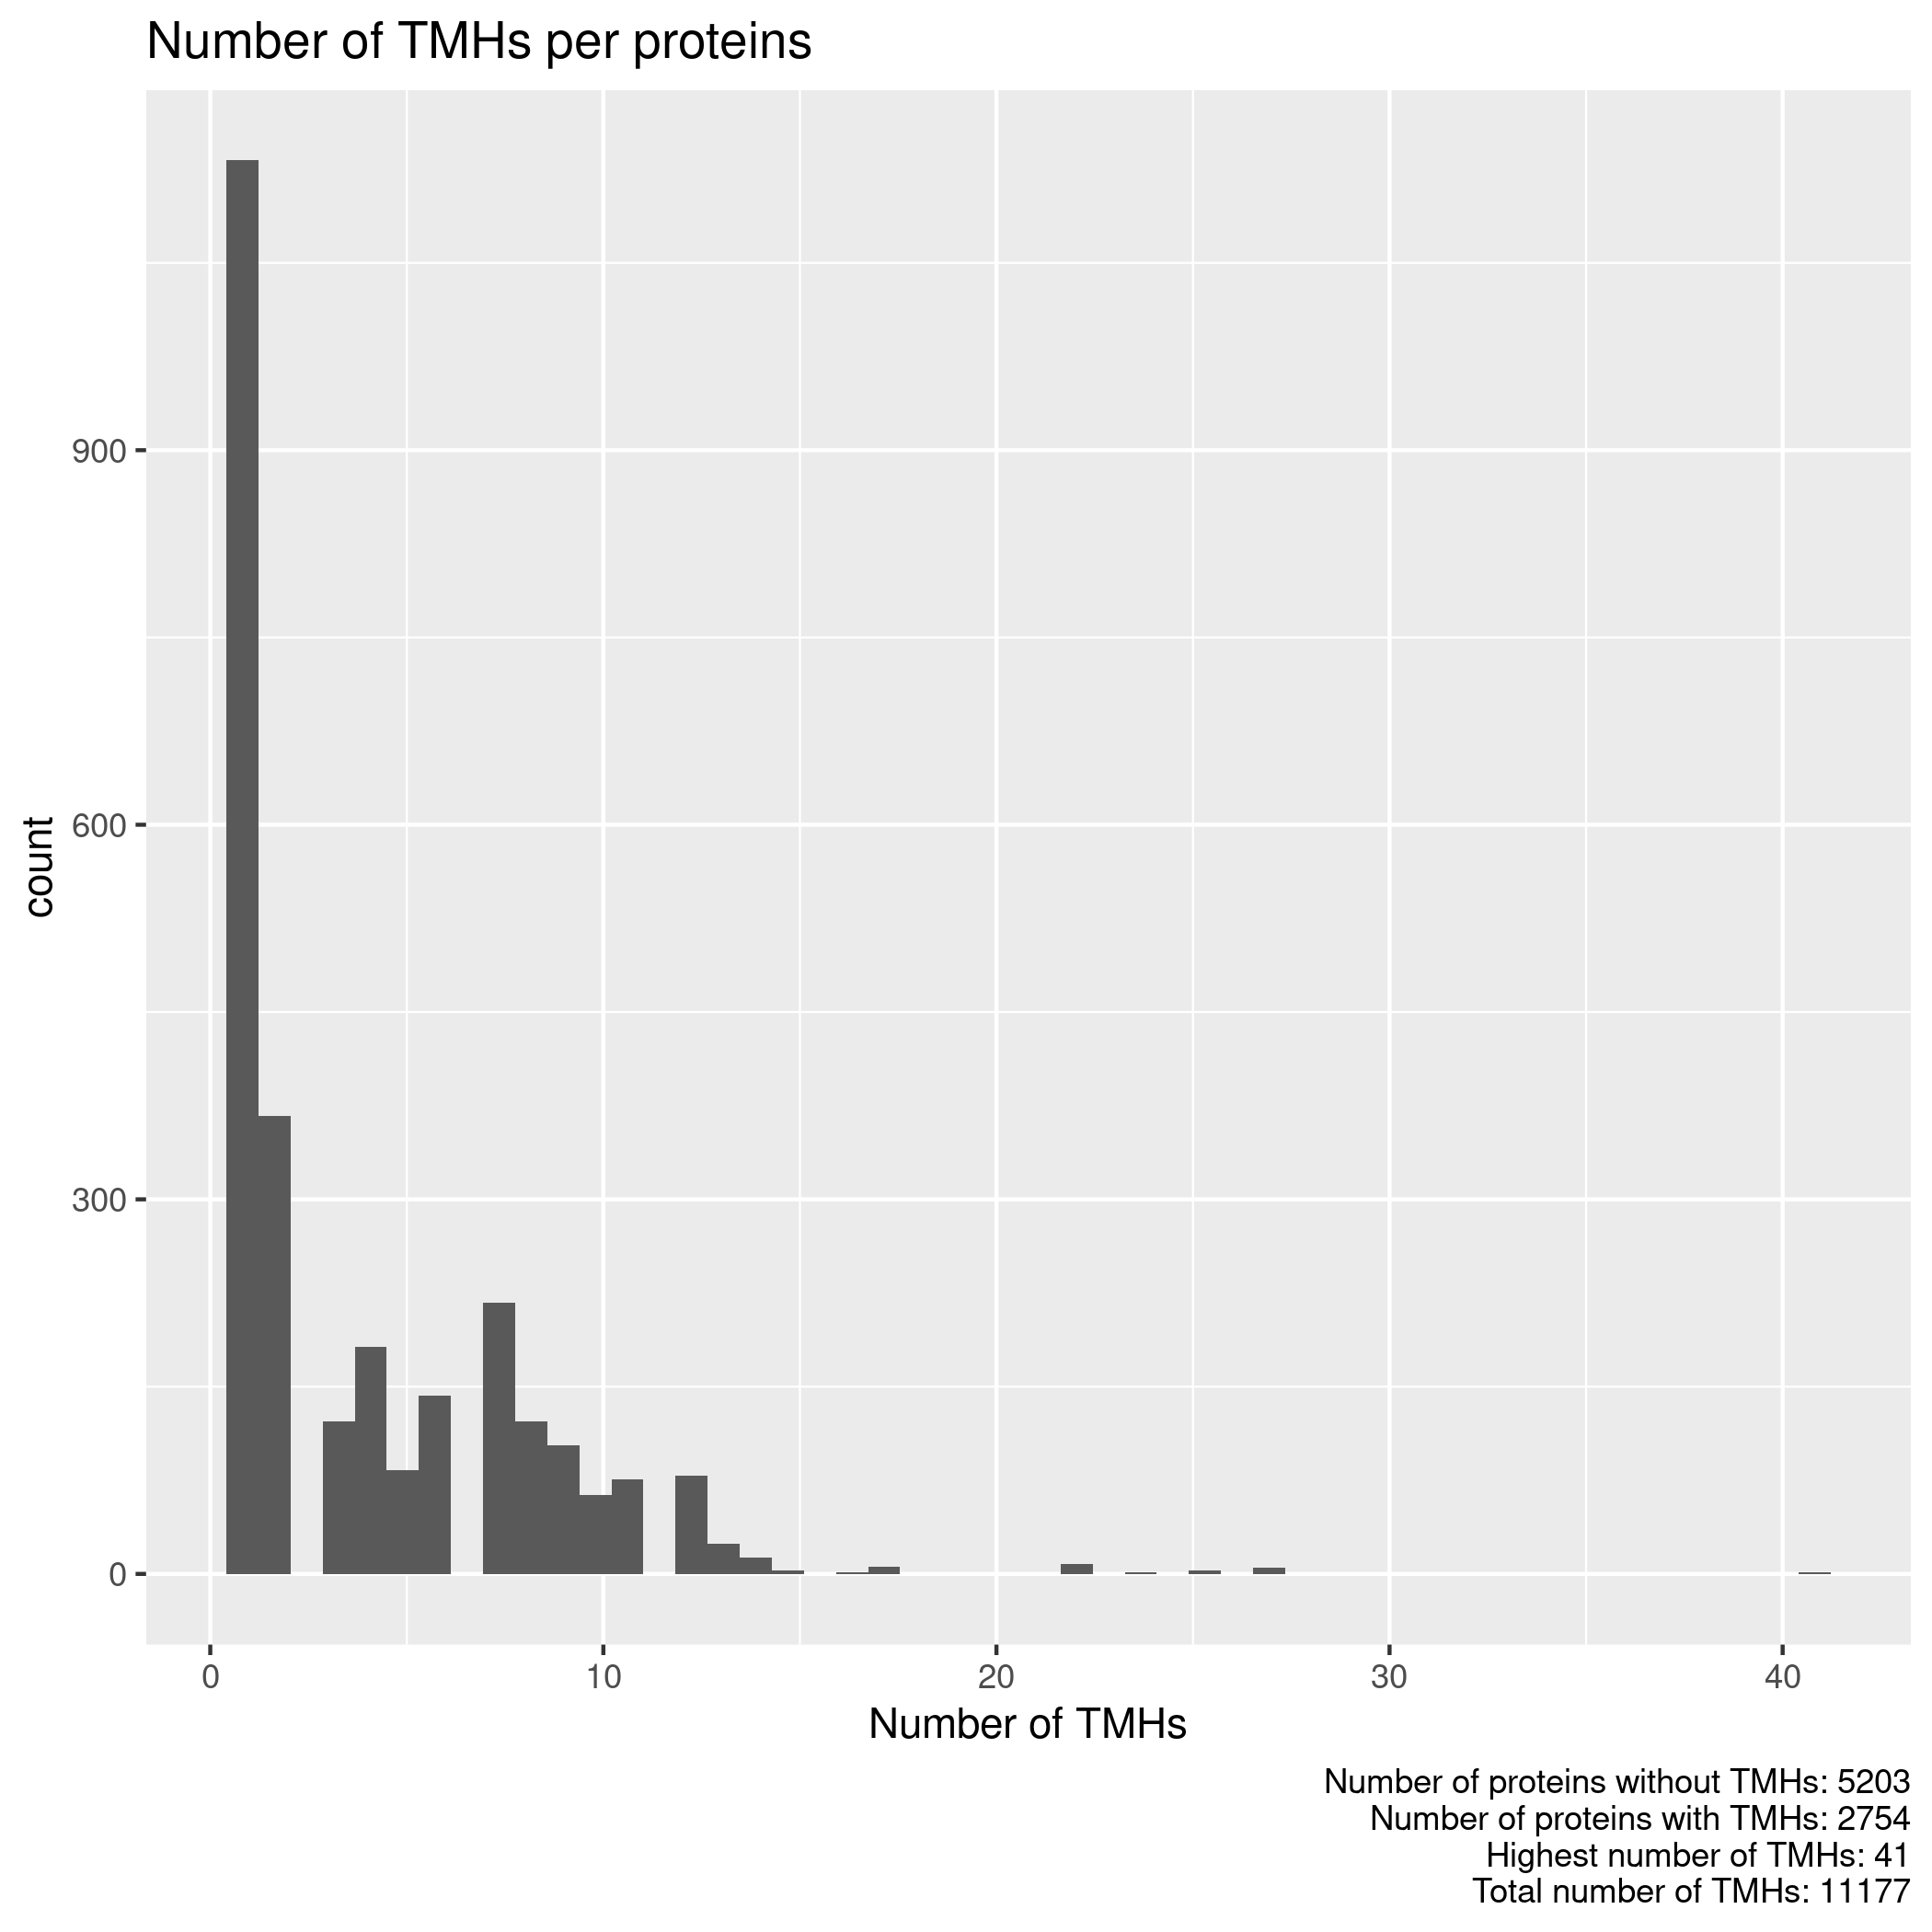 Number of TMHs per proteins
count
900
600
300
0
0
10
20
30
40
Number of TMHs
Number of proteins without TMHs: 5203
Number of proteins with TMHs: 2754
Highest number of TMHs: 41
Total number of TMHs: 11177